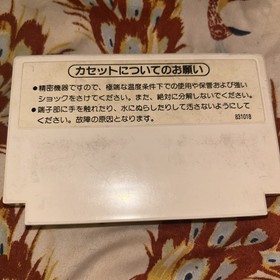 カセットについてのお願い
●精密機器ですので、極端な温度条件下での使用や保管および強い
ショックをさけてください。また、絶対に分解しないでください。
●端子部に手を触れたり、水にぬらしたりして汚さないようにして
ください。故障の原因となります。
831018